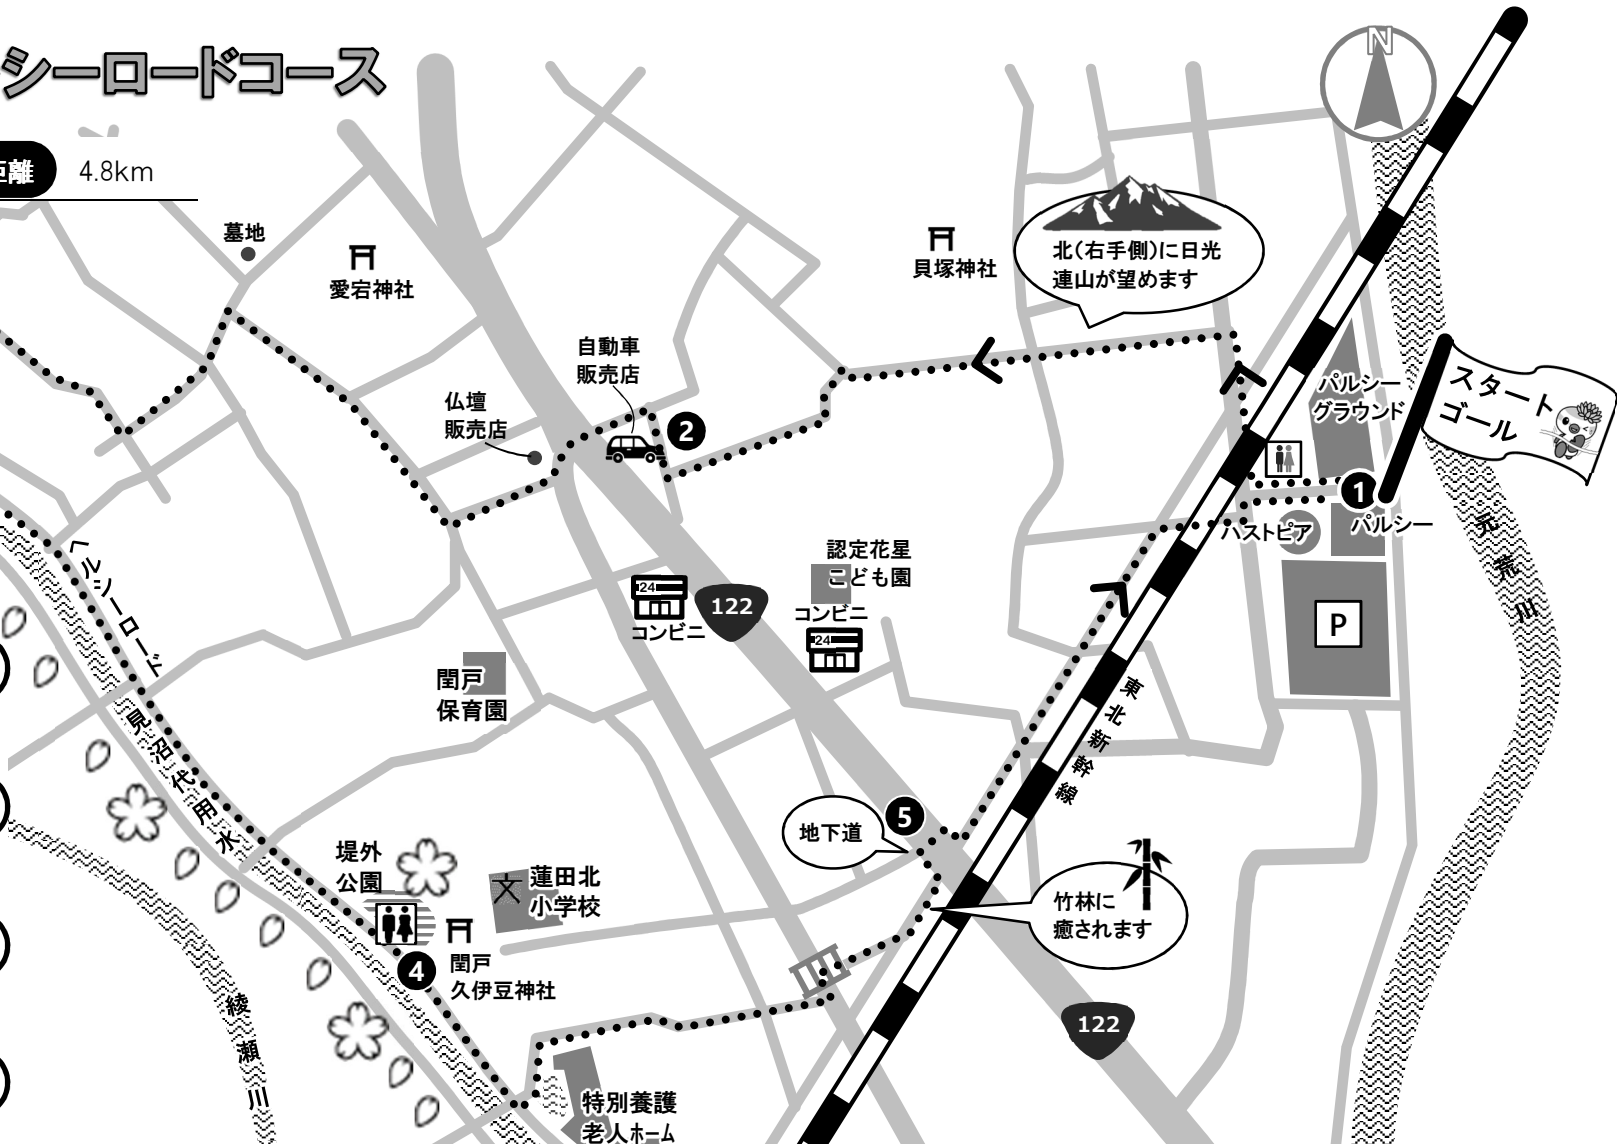 シーロードコース
距離 4.8km
N
墓地
愛宕神社
貝塚神社
北(右手側)に日光
連山が望めます
自動車
販売店
仏壇
販売店
2
パルシー
グラウンド
スタート
ゴール
1
パルシー
ハストピア
元荒川
ヘルシーロード
認定花星
こども園
24
コンビニ
122
コンビニ
24
P
閏戸
保育園
東北新幹線
見沼代用水
5
地下道
堤外
公園
蓮田北
小学校
文
竹林に
癒されます
4
閏戸
久伊豆神社
綾瀬川
122
特別養護
老人ホーム